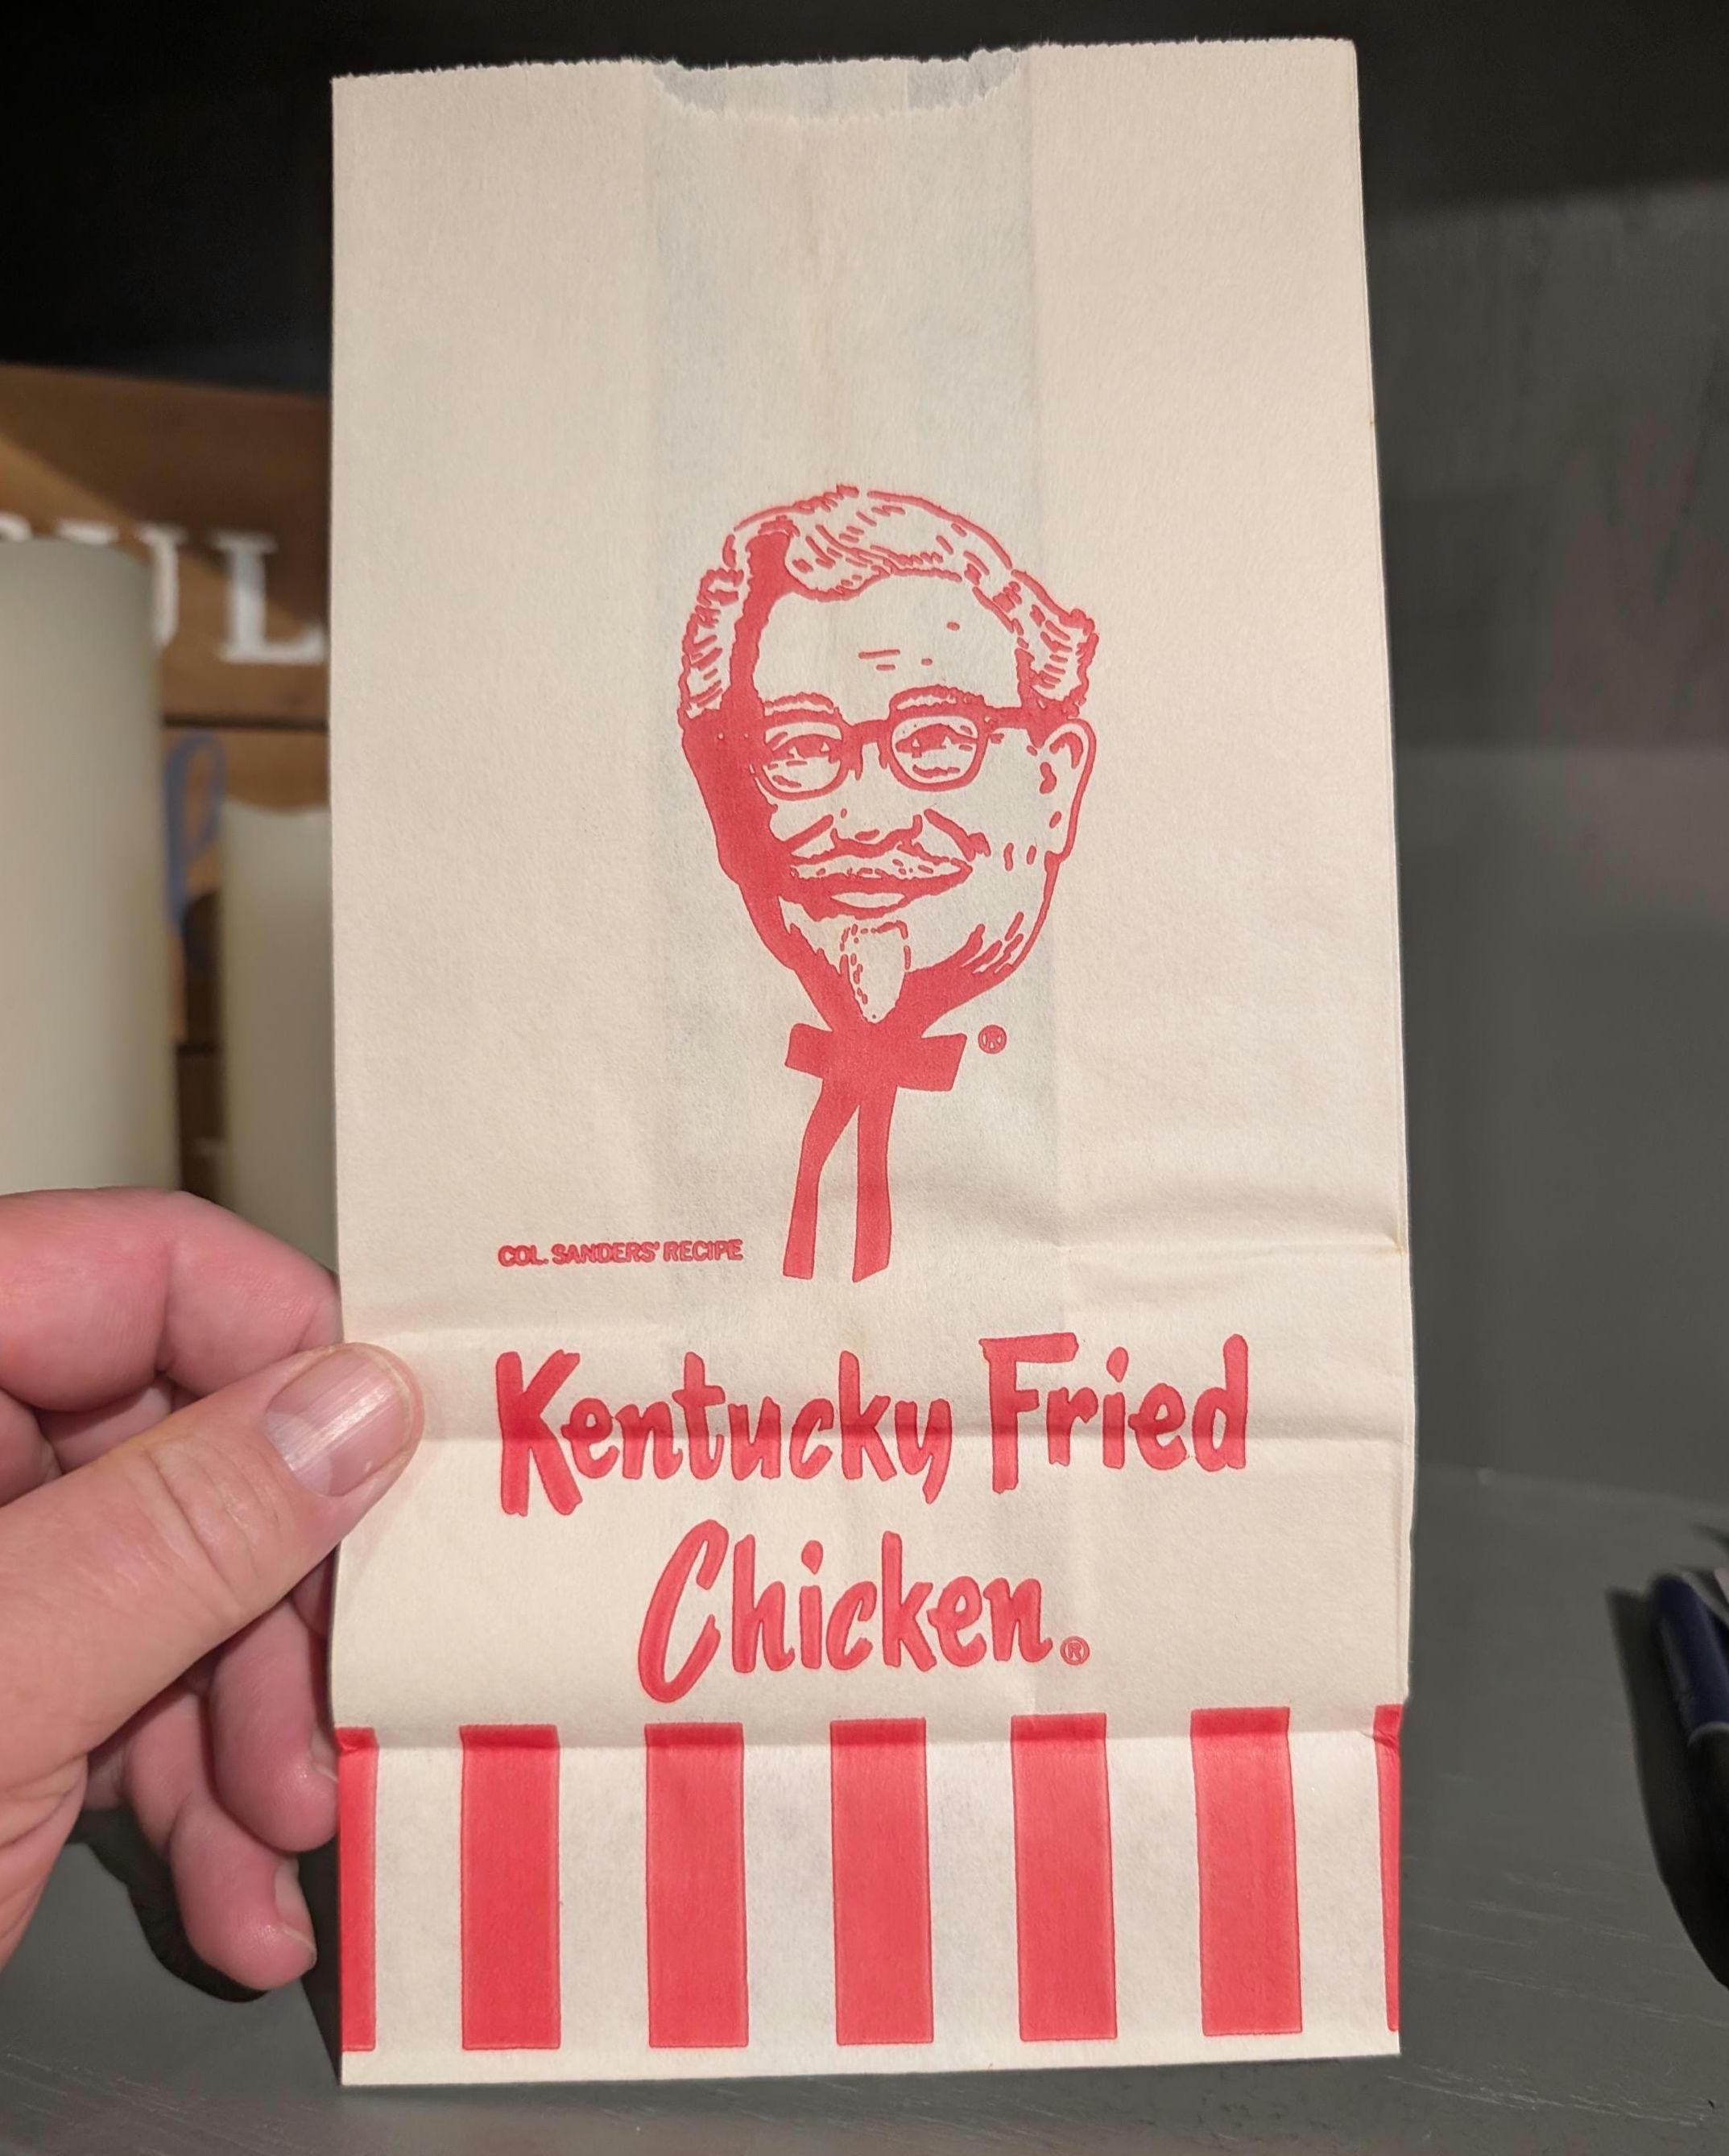 ®
COL. SANDERS' RECIPE
Kentucky Fried
Chicken.®